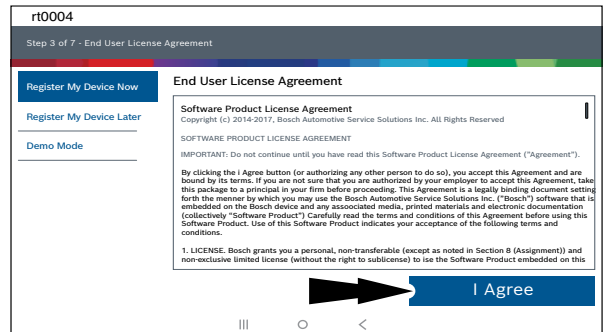 rt0004
Step 3 of 7 - End User License Agreement
Register My Device Now
Register My Device Later
Demo Mode
End User License Agreement
Software Product License Agreement
Copyright (c) 2014-2017, Bosch Automotive Service Solutions Inc. All Rights Reserved
SOFTWARE PRODUCT LICENSE AGREEMENT
IMPORTANT: Do not continue until you have read this Software Product License Agreement ("Agreement").
By clicking the i Agree button (or authorizing any other person to do so), you accept this Agreement and are
bound by its terms. If you are not sure that you are authorized by your employer to accept this Agreement, take
this package to a principal in your firm before proceeding. This Agreement is a legally binding document setting
forth the menner by which you may use the Bosch Automotive Service Solutions Inc. ("Bosch") software that is
embedded on the Bosch device and any assosociated media, printed materials and electronic documentation
(collectively “Software Product”) Carefully read the terms and conditions of this Agreement before using this
Software Product. Use of this Software Product indicates your acceptance of the following terms and
conditions.
1. LICENSE. Bosch grants you a personal, non-transferable (except as noted in Section 8 (Assignment)) and
non-exclusive limited license (without the right to sublicense) to ise the Software Product embedded on this
I Agree